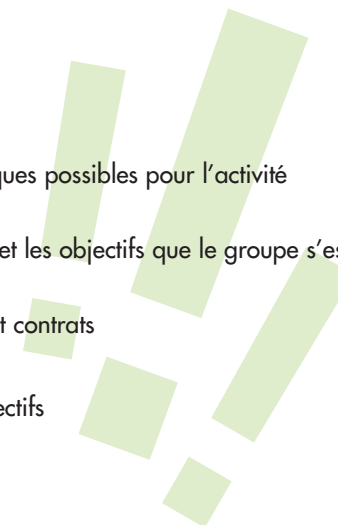 ques possibles pour l'activité
et les objectifs que le groupe s'es
t contrats
ectifs